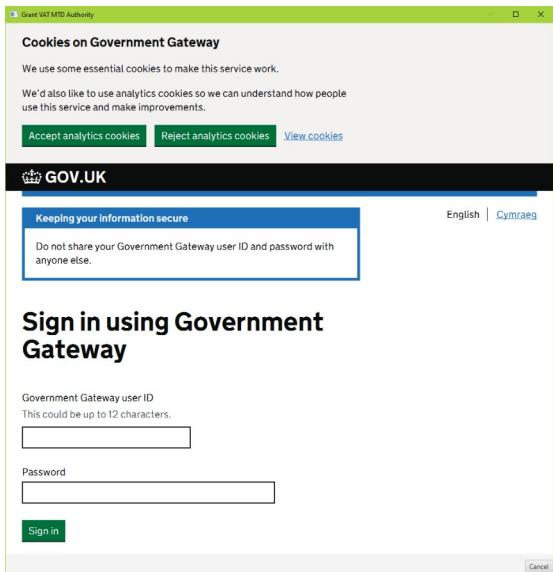 Grant VAT MTD Authority
Cookies on Government Gateway
We use some essential cookies to make this service work.
We'd also like to use analytics cookies so we can understand how people
use this service and make improvements.
Accept analytics cookies Reject analytics cookies View cookies
GOV.UK
Keeping your information secure
English Cymraeg
Do not share your Government Gateway user ID and password with
anyone else.
Sign in using Government
Gateway
Government Gateway user ID
This could be up to 12 characters.
Password
Sign in
Cancel